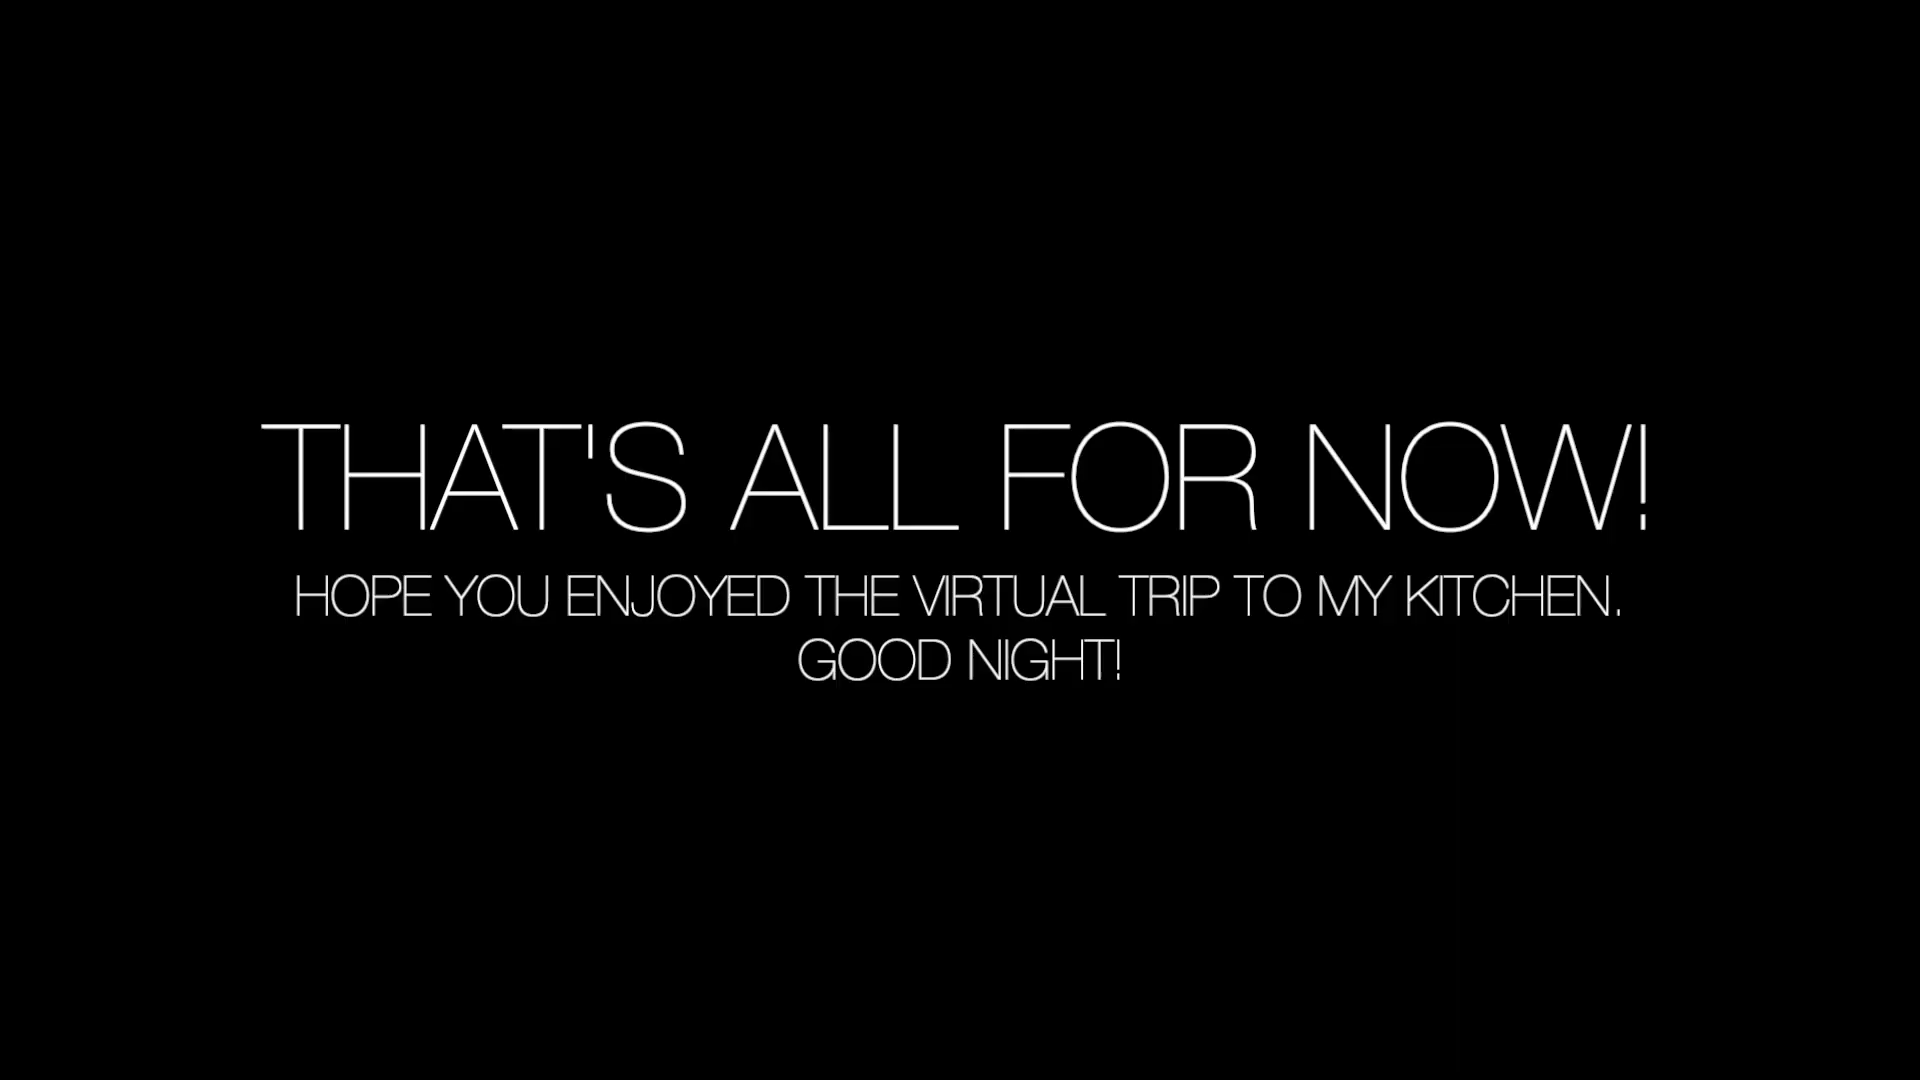 THAT'S ALL FOR NOW!
HOPE YOU ENJOYED THE VIRTUAL TRIP TO MY KITCHEN.
GOOD NIGHT!